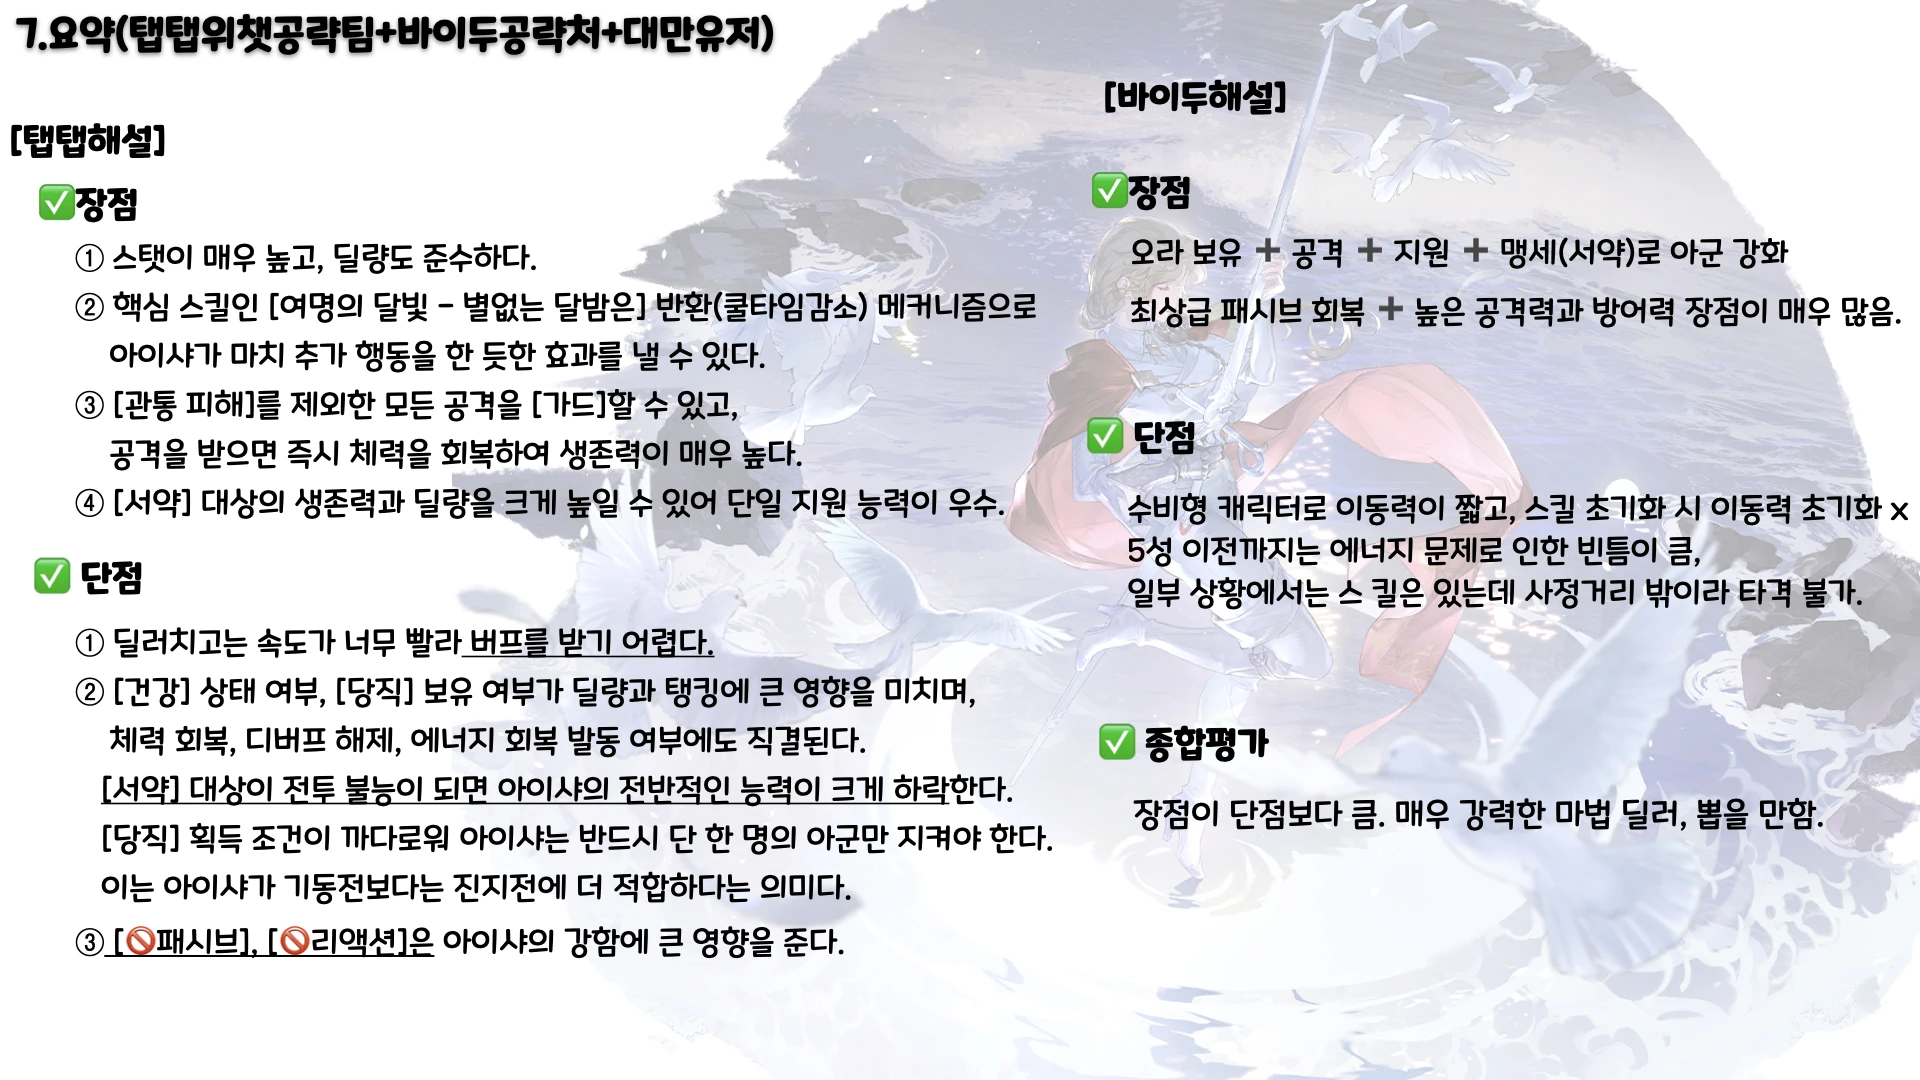 7.요약(탭탭위챗공략팀+바이두공략처+대만유저)
[탭탭해설]
✅장점
① 스탯이 매우 높고, 딜량도 준수하다.
② 핵심 스킬인 [여명의 달빛 - 별없는 달밤은] 반환(쿨타임감소) 메커니즘으로
아이샤가 마치 추가 행동을 한 듯한 효과를 낼 수 있다.
③ [관통 피해]를 제외한 모든 공격을 [가드]할 수 있고,
공격을 받으면 즉시 체력을 회복하여 생존력이 매우 높다.
④ [서약] 대상의 생존력과 딜량을 크게 높일 수 있어 단일 지원 능력이 우수.
✅ 단점
① 딜러치고는 속도가 너무 빨라 버프를 받기 어렵다.
② [건강] 상태 여부, [당직] 보유 여부가 딜량과 탱킹에 큰 영향을 미치며,
체력 회복, 디버프 해제, 에너지 회복 발동 여부에도 직결된다.
[서약] 대상이 전투 불능이 되면 아이샤의 전반적인 능력이 크게 하락한다.
[당직] 획득 조건이 까다로워 아이샤는 반드시 단 한 명의 아군만 지켜야 한다.
이는 아이샤가 기동전보다는 진지전에 더 적합하다는 의미다.
③ [🚫패시브], [🚫리액션]은 아이샤의 강함에 큰 영향을 준다.
[바이두해설]
✅장점
오라 보유 ➕ 공격 ➕ 지원 ➕ 맹세(서약)로 아군 강화
최상급 패시브 회복 ➕ 높은 공격력과 방어력 장점이 매우 많음.
✅ 단점
수비형 캐릭터로 이동력이 짧고, 스킬 초기화 시 이동력 초기화 x
5성 이전까지는 에너지 문제로 인한 빈틈이 큼,
일부 상황에서는 스 킬은 있는데 사정거리 밖이라 타격 불가.
✅ 종합평가
장점이 단점보다 큼. 매우 강력한 마법 딜러, 뽑을 만함.